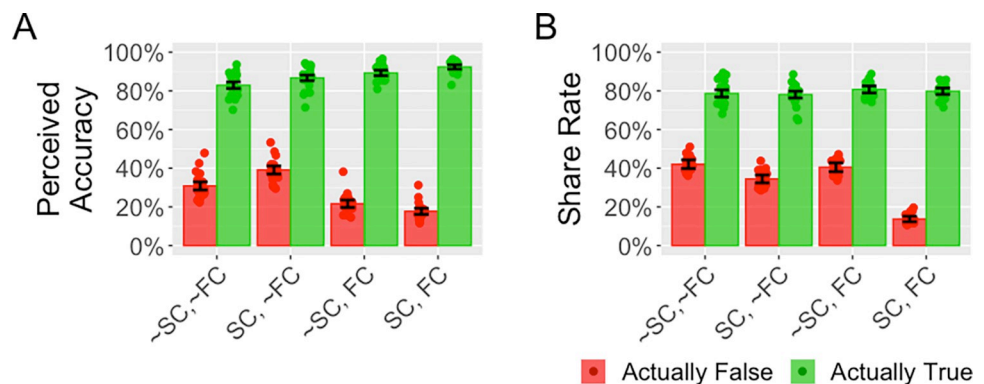 A
Perceived
Accuracy
100%
80%
60%
40%
20%
0%
~SC, ~FC
SC, ~FC
~SC, FC
SC, FC
B
Share Rate
100%
80%
60%
40%
20%
0%
~SC, ~FC
SC, ~FC
~SC, FC
SC, FC
Actually False
Actually True